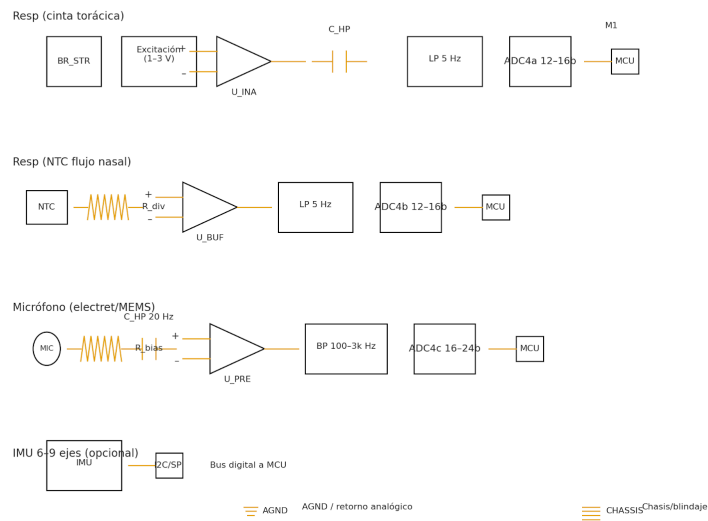 Resp (cinta torácica)
M1
C_HP
BR_STR
Excitación
(1–3 V)
+
–
U_INA
LP 5 Hz
ADC4a 12–16b
MCU
Resp (NTC flujo nasal)
NTC
R_div
+
–
U_BUF
LP 5 Hz
ADC4b 12–16b
MCU
Micrófono (electret/MEMS)
C_HP 20 Hz
MIC
R_bias
+
–
U_PRE
BP 100–3k Hz
ADC4c 16–24b
MCU
IMU 6–9 ejes (opcional)
IMU
I2C/SPI
Bus digital a MCU
AGND
AGND / retorno analógico
CHASSIS
Chasis/blindaje